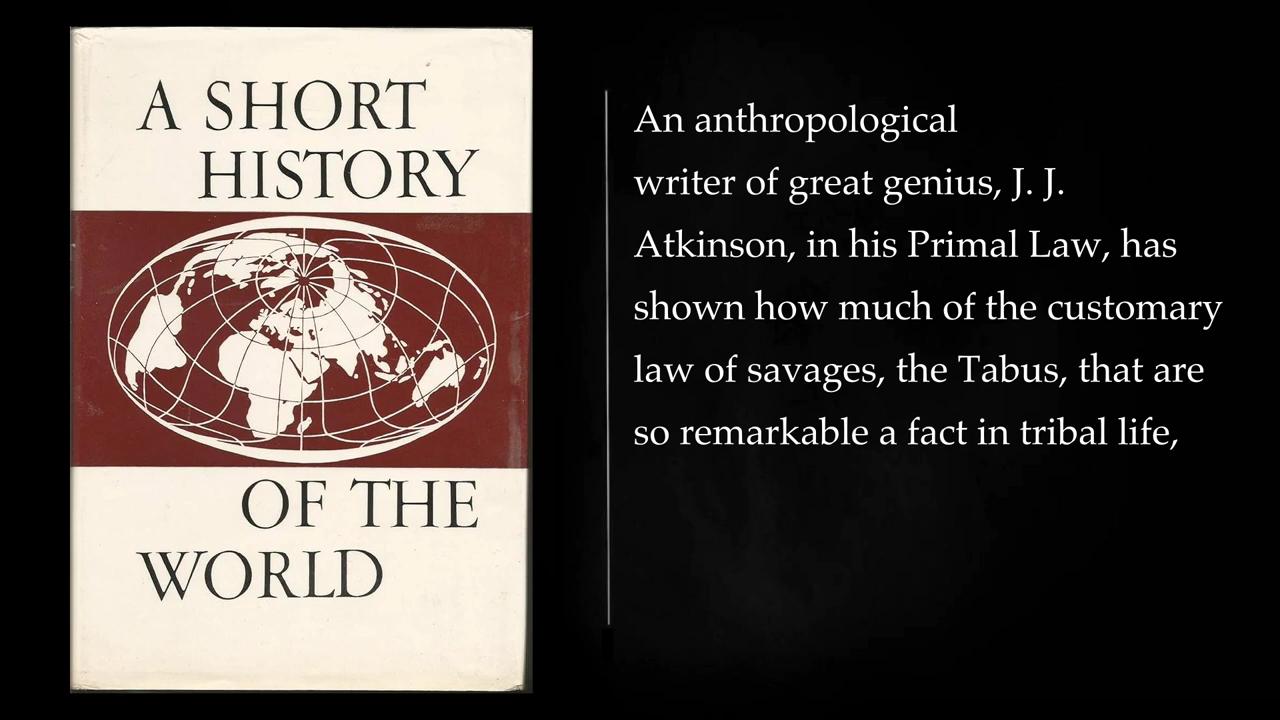 A SHORT
HISTORY
OF THE
WORLD
An anthropological
writer of great genius, J. J.
Atkinson, in his Primal Law, has
shown how much of the customary
law of savages, the Tabus, that are
so remarkable a fact in tribal life,